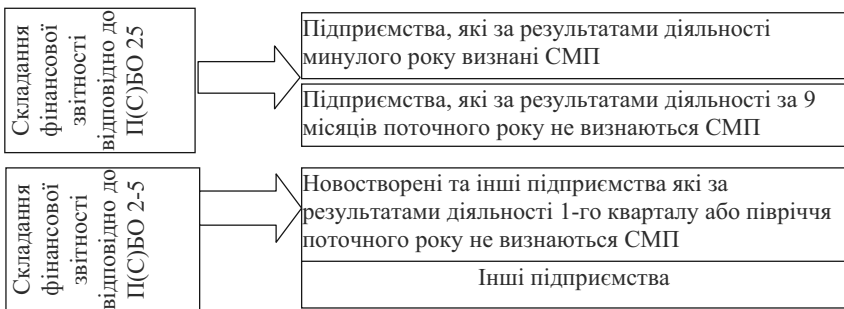 Складання
фінансової
звітності
відповідно до
П(С)БО 25
Підприємства, які за результатами діяльності
минулого року визнані СМП
Підприємства, які за результатами діяльності за 9
місяців поточного року не визнаються СМП
Складання
фінансової
звітності
відповідно до
П(С)БО 2-5
Новостворені та інші підприємства які за
результатами діяльності 1-го кварталу або півріччя
поточного року не визнаються СМП
Інші підприємства